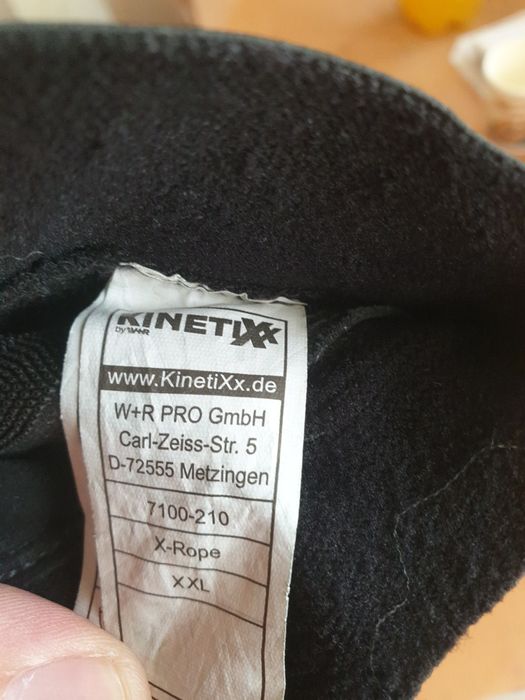 KINETIXx
by W+R
www.KinetiXx.de
W+R PRO GmbH
Carl-Zeiss-Str. 5
D-72555 Metzingen
7100-210
X-Rope
XXL